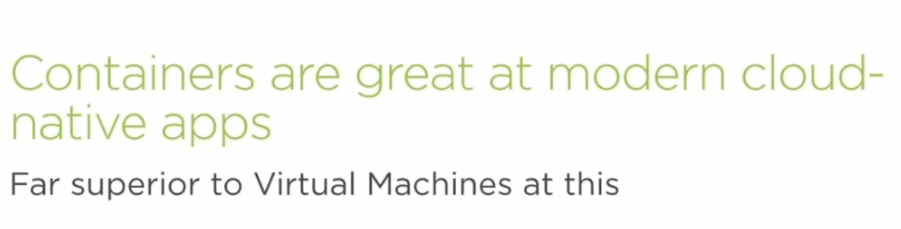 Containers are great at modern cloud-
native apps
Far superior to Virtual Machines at this